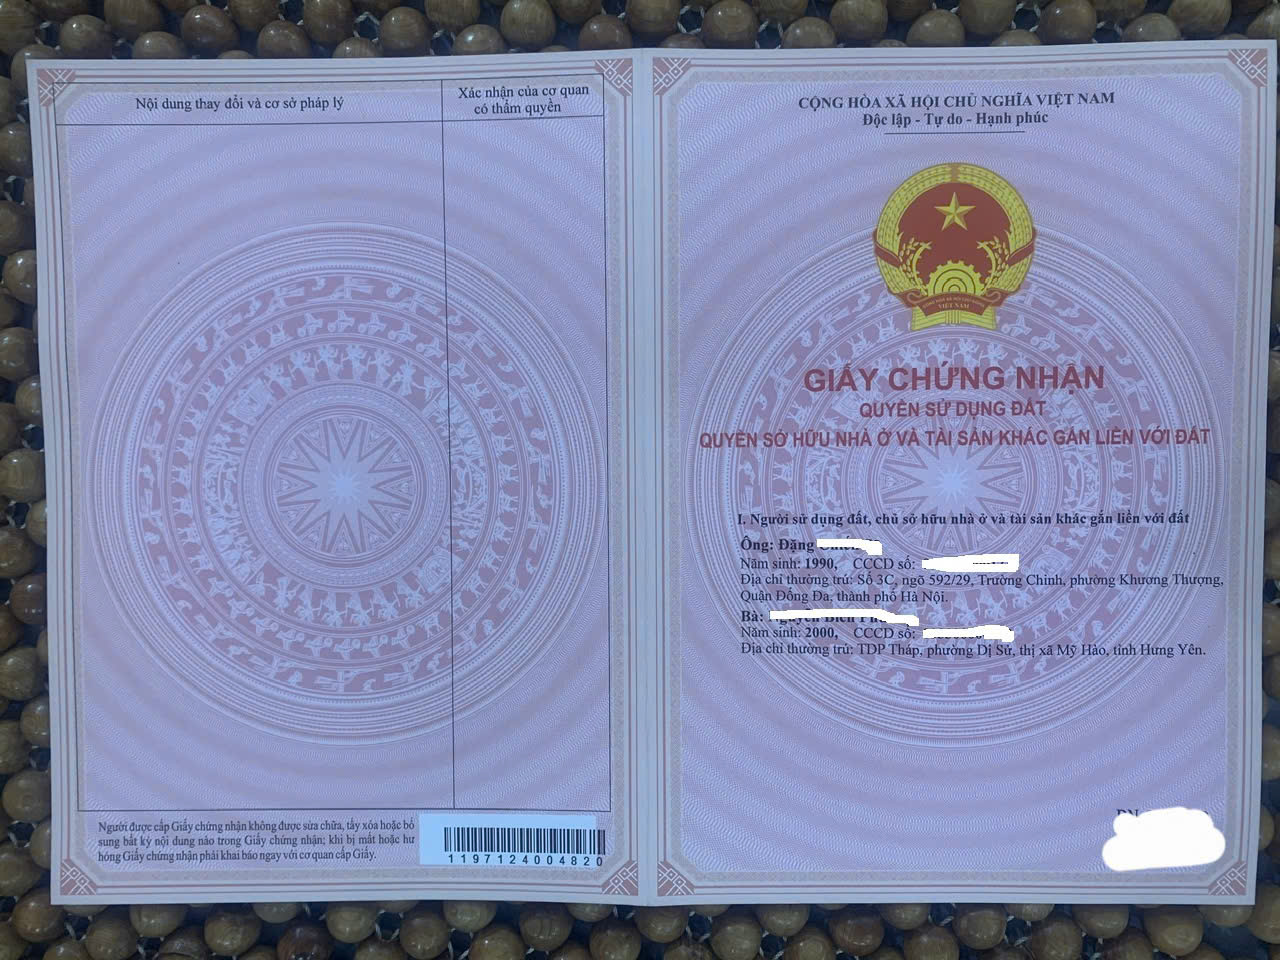 Nội dung thay đổi và cơ sở pháp lý
Xác nhận của cơ quan
có thẩm quyền
Người được cấp Giấy chứng nhận không được sửa chữa, tẩy xóa hoặc bổ
sung bất kỳ nội dung nào trong Giấy chứng nhận; khi bị mất hoặc hư
hỏng Giấy chứng nhận phải khai báo ngay với cơ quan cấp Giấy.
1197124004820
CỘNG HÒA XÃ HỘI CHỦ NGHĨA VIỆT NAM
Độc lập - Tự do - Hạnh phúc
VIỆT NAM
GIẤY CHỨNG NHẬN
QUYỀN SỬ DỤNG ĐẤT
QUYỀN SỞ HỮU NHÀ Ở VÀ TÀI SẢN KHÁC GẮN LIỀN VỚI ĐẤT
I. Người sử dụng đất, chủ sở hữu nhà ở và tài sản khác gắn liền với đất
Ông: Đặng
Năm sinh: 1990, CCCD số:
Địa chỉ thường trú: Số 3C, ngõ 592/29, Trường Chinh, phường Khương Thượng,
Quận Đống Đa, thành phố Hà Nội.
Bà:
Năm sinh: 2000, CCCD số:
Địa chỉ thường trú: TDP Tháp, phường Dị Sử, thị xã Mỹ Hào, tỉnh Hưng Yên.